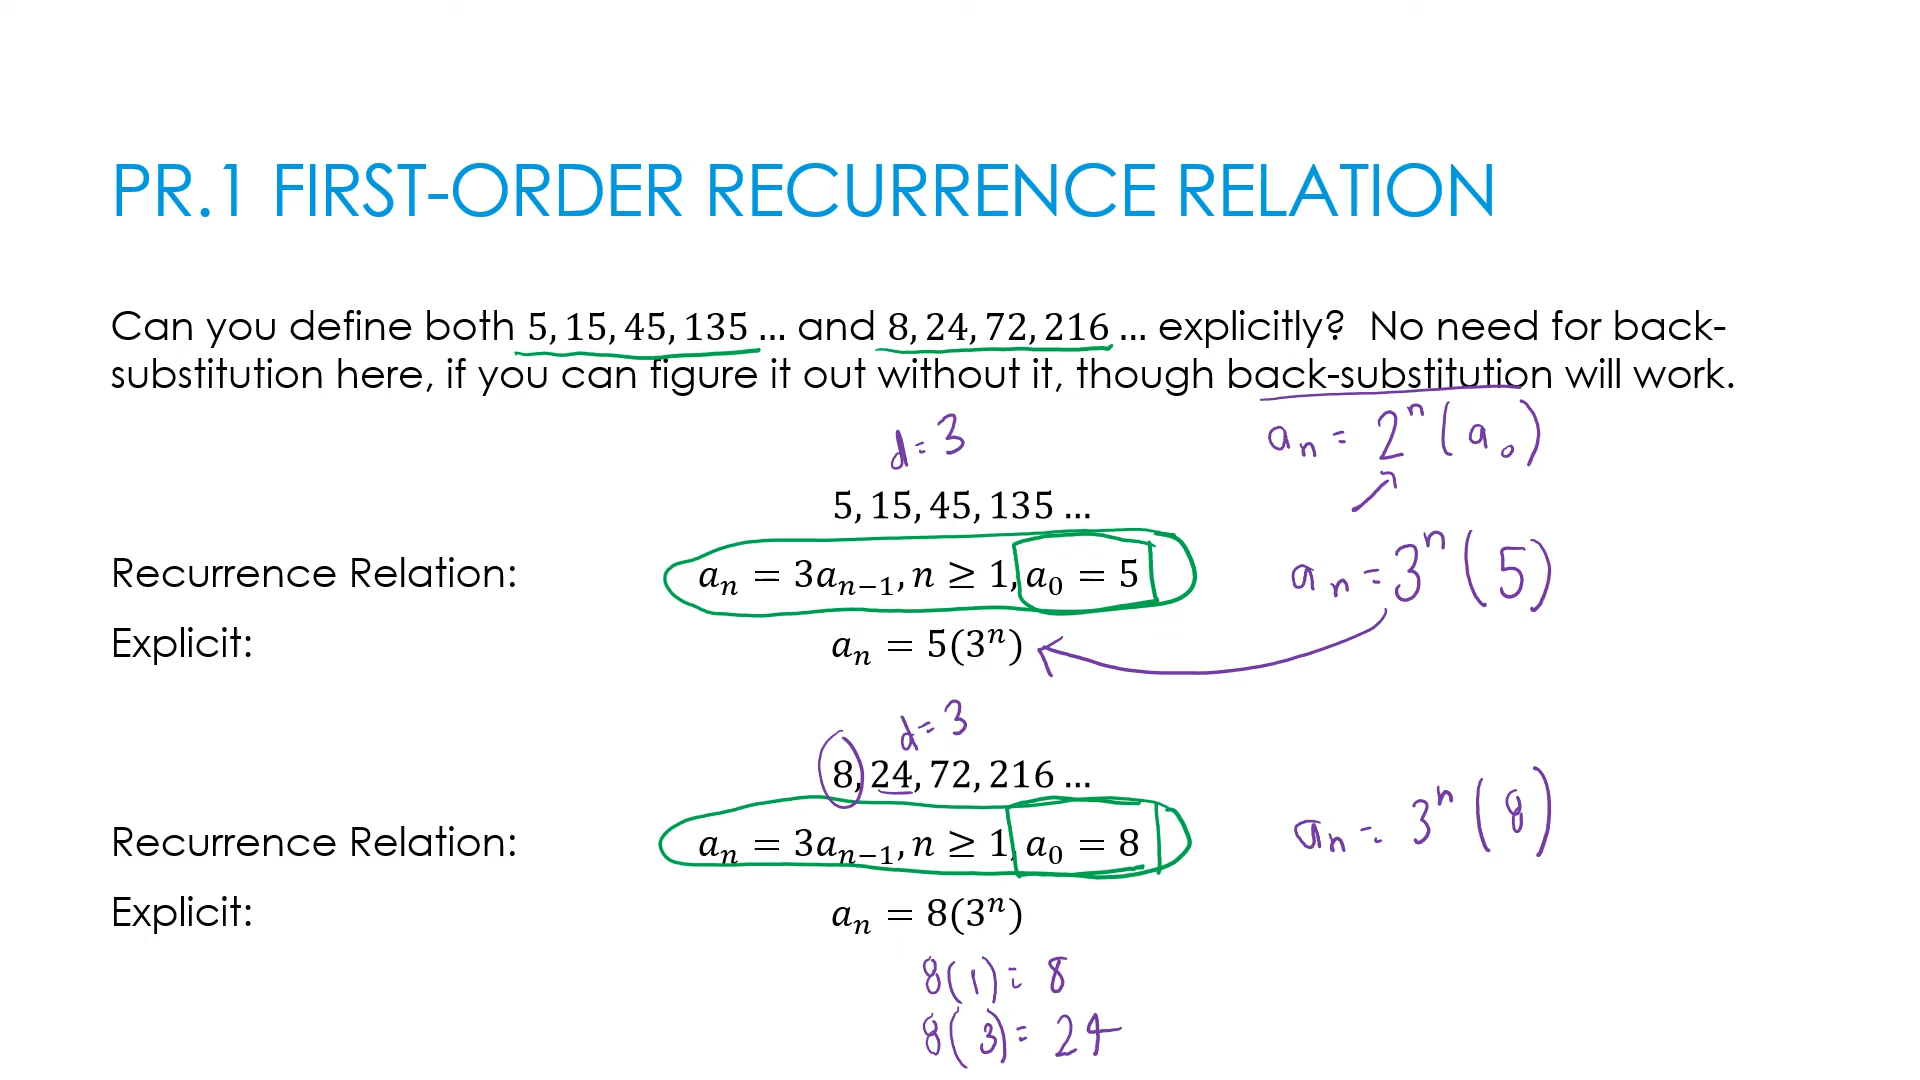 PR.1 FIRST-ORDER RECURRENCE RELATION
Can you define both 5, 15, 45, 135 … and 8, 24, 72, 216 … explicitly? No need for back-
substitution here, if you can figure it out without it, though back-substitution will work.
d = 3
aₙ = 2ⁿ(a₀)
5, 15, 45, 135 …
Recurrence Relation: aₙ = 3aₙ₋₁, n ≥ 1, a₀ = 5
aₙ = 3ⁿ(5)
Explicit: aₙ = 5(3ⁿ)
d = 3
8, 24, 72, 216 …
Recurrence Relation: aₙ = 3aₙ₋₁, n ≥ 1, a₀ = 8
aₙ = 3ⁿ(8)
Explicit: aₙ = 8(3ⁿ)
8(1) = 8
8(3) = 24